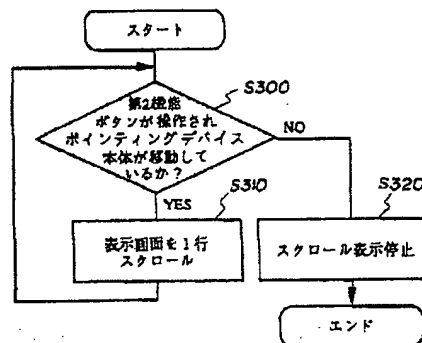 スタート
S300
第2機能
ボタンが操作され
ポインティングデバイス
本体が移動して
いるか?
NO
YES
S310
S320
表示画面を1行
スクロール
スクロール表示停止
エンド